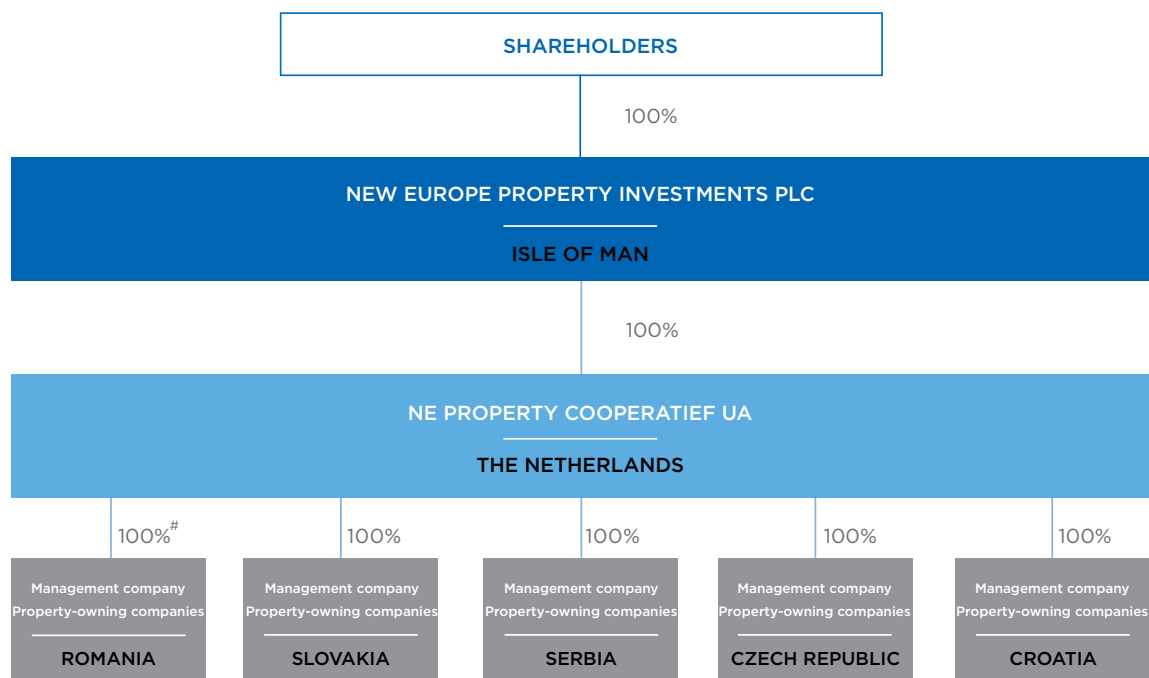 SHAREHOLDERS
100%
NEW EUROPE PROPERTY INVESTMENTS PLC
ISLE OF MAN
100%
NE PROPERTY COOPERATIEF UA
THE NETHERLANDS
100%# 100% 100% 100% 100%
Management company
Property-owning companies
ROMANIA
Management company
Property-owning companies
SLOVAKIA
Management company
Property-owning companies
SERBIA
Management company
Property-owning companies
CZECH REPUBLIC
Management company
Property-owning companies
CROATIA